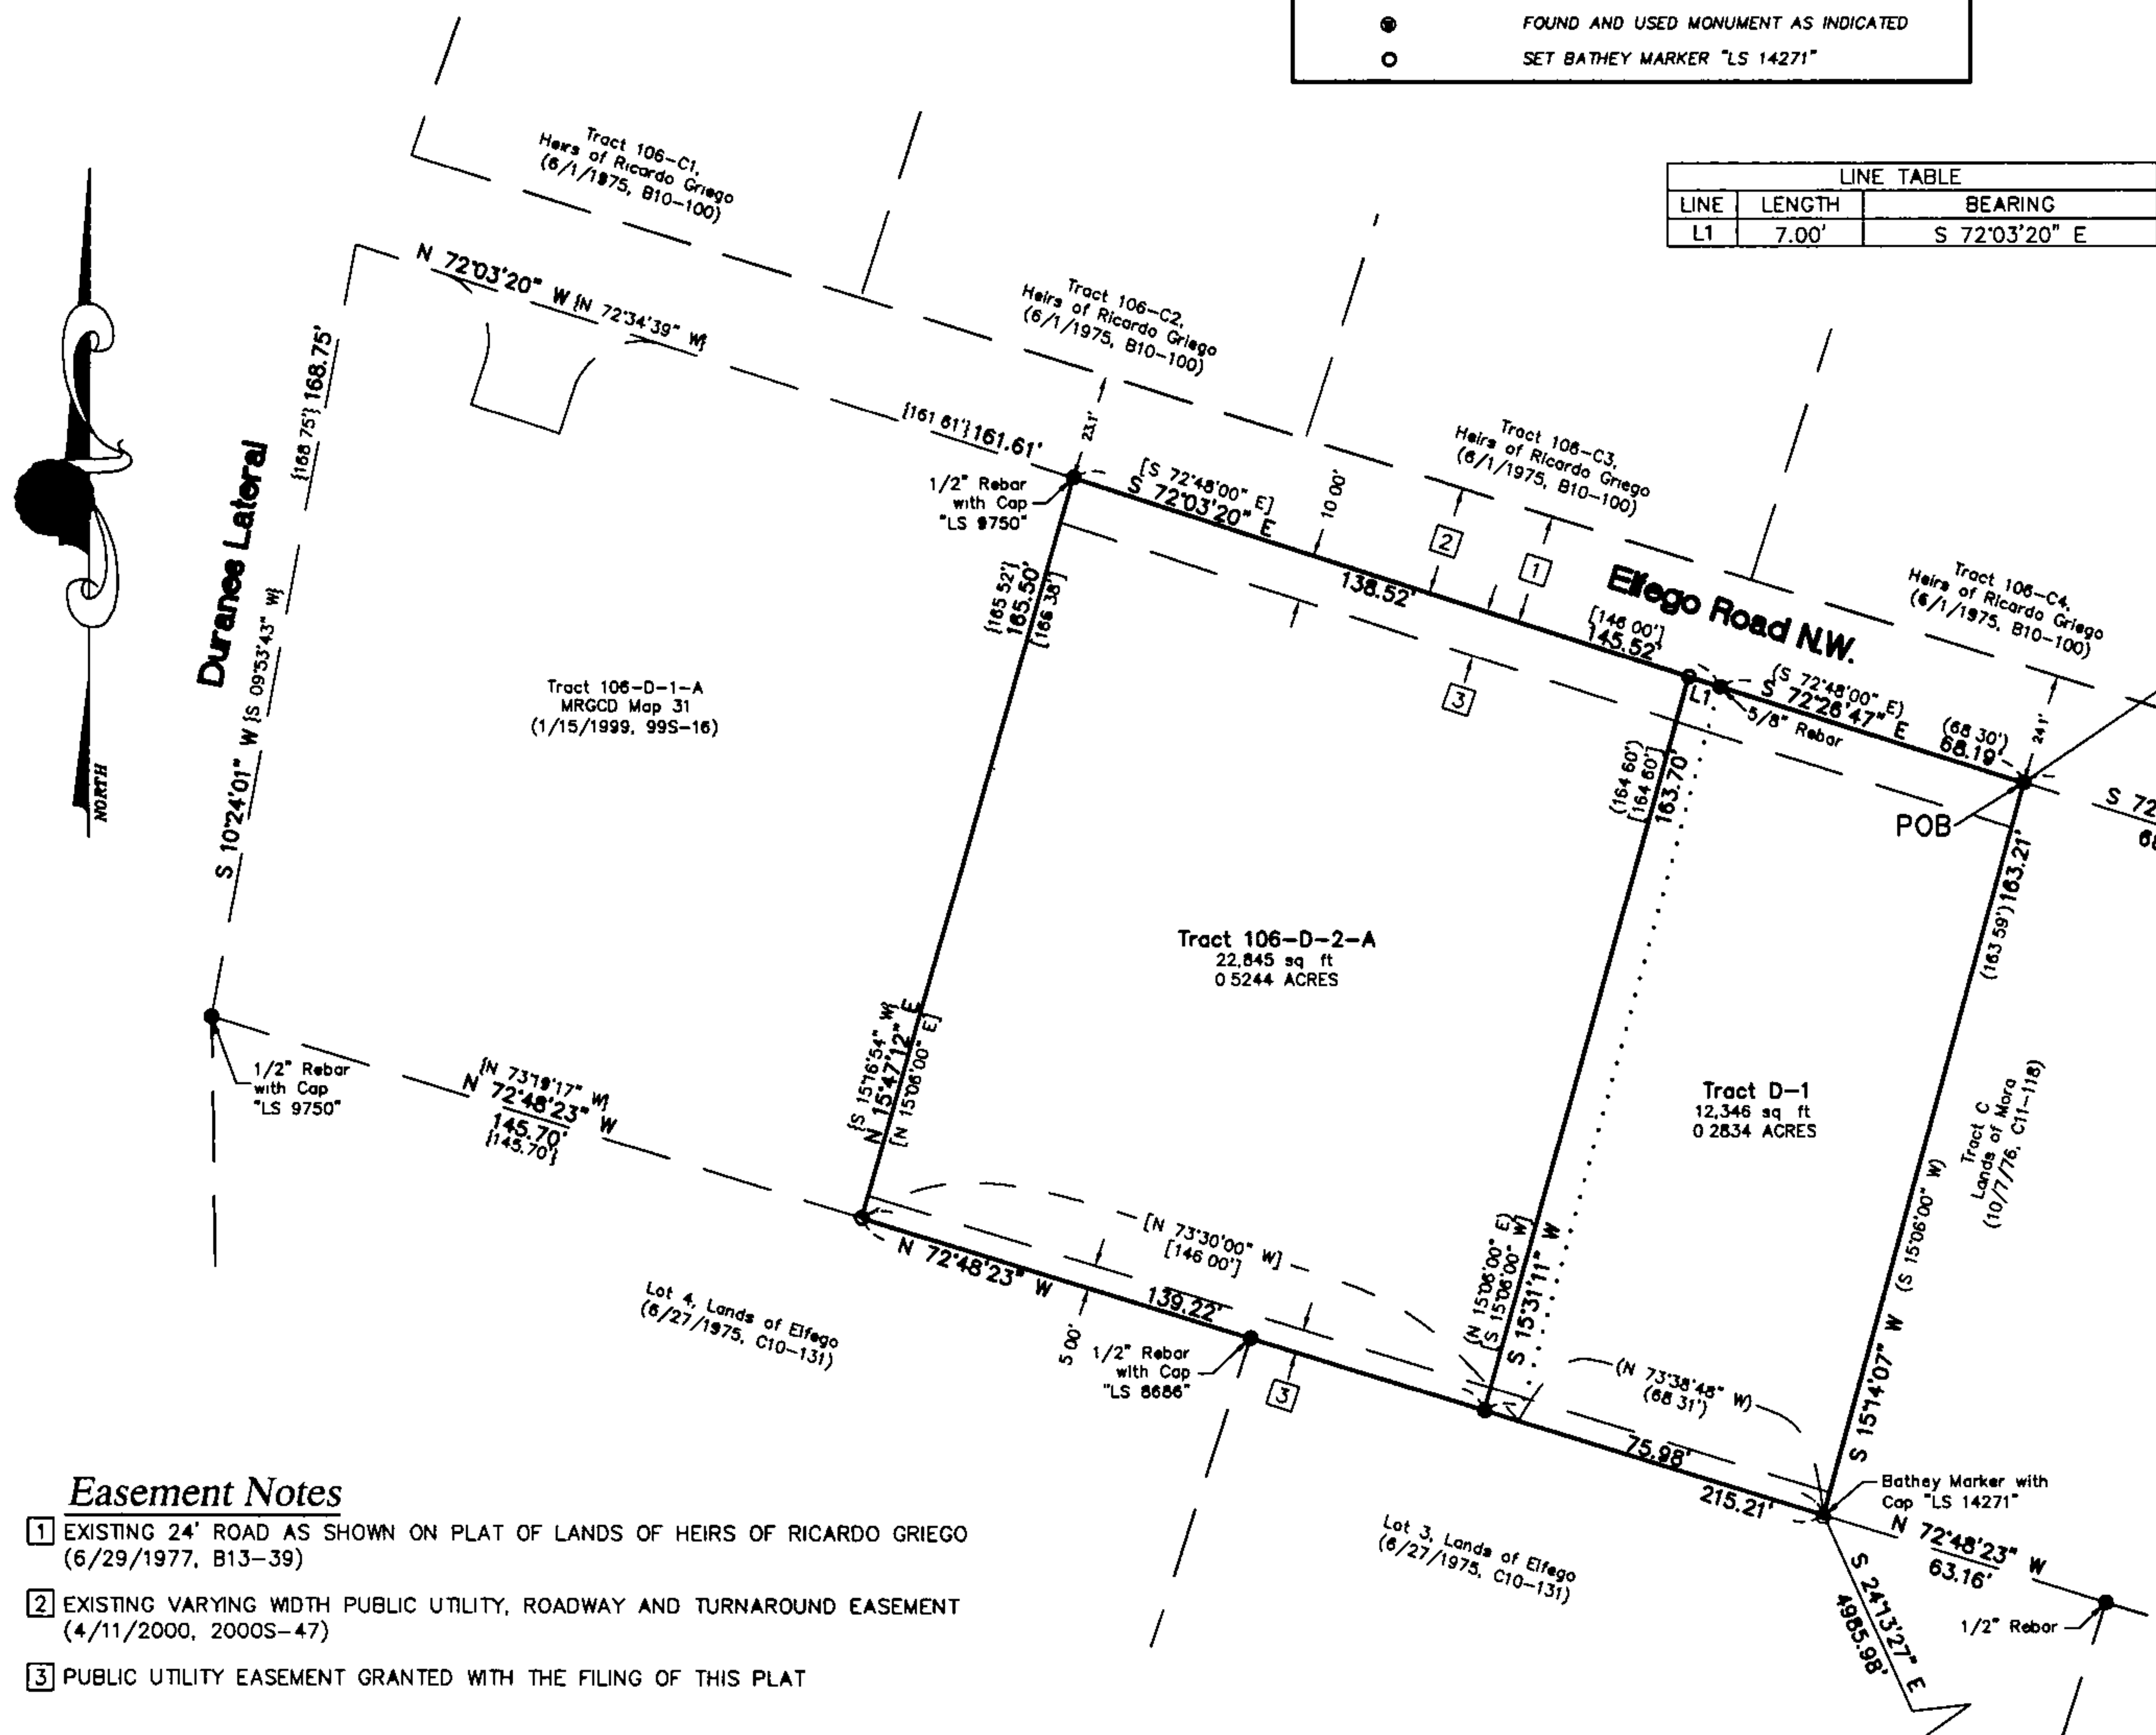 FOUND AND USED MONUMENT AS INDICATED
SET BATHEY MARKER "LS 14271"
LINE TABLE
LINE LENGTH BEARING
L1 7.00' S 72°03'20" E
Tract 106-C1,
Heirs of Ricardo Griego
(6/1/1975, B10-100)
N 72°03'20" W {N 72°34'39" W}
Tract 106-C2,
Heirs of Ricardo Griego
(6/1/1975, B10-100)
{161 61'} 161.61'
23.1'
Tract 106-C3,
Heirs of Ricardo Griego
(6/1/1975, B10-100)
1/2" Rebar
with Cap
"LS 9750"
[S 72°48'00" E]
S 72°03'20" E
10 00'
2
1
138.52'
Elfego Road N.W.
[146 00']
145.52'
Tract 106-C4,
Heirs of Ricardo Griego
(6/1/1975, B10-100)
Duranes Lateral
{168 75'} 168.75'
S 10°24'01" W {S 09°53'43" W}
NORTH
{165 52'}
165.50'
[166 38']
3
L1
(S 72°48'00" E)
S 72°26'47" E
5/8" Rebar
(68 30')
68.19'
24.1'
POB
S 72
68
Tract 106-D-1-A
MRGCD Map 31
(1/15/1999, 99S-16)
(164 60')
[164 60']
163.70'
(163 59') 163.21'
Tract 106-D-2-A
22,845 sq ft
0 5244 ACRES
1/2" Rebar
with Cap
"LS 9750"
{N 73°19'17" W}
N 72°48'23" W
145.70'
{145.70'}
{S 15°16'54" W}
N 15°47'12" E
[N 15°06'00" E]
Tract D-1
12,346 sq ft
0 2834 ACRES
Tract C
Lands of Mora
(10/7/76, C11-118)
[N 73°30'00" W]
[146 00']
N 72°48'23" W
139.22'
5 00'
(N 15°06'00" E)
[S 15°06'00" W]
S 15°31'11" W
S 15°14'07" W (S 15°06'00" W)
Lot 4, Lands of Elfego
(6/27/1975, C10-131)
1/2" Rebar
with Cap
"LS 8686"
3
(N 73°38'48" W)
(68 31')
75.98'
215.21'
Bathey Marker with
Cap "LS 14271"
N 72°48'23" W
63.16'
S 24°13'27" E
4985.98'
1/2" Rebar
Lot 3, Lands of Elfego
(6/27/1975, C10-131)
Easement Notes
1 EXISTING 24' ROAD AS SHOWN ON PLAT OF LANDS OF HEIRS OF RICARDO GRIEGO
(6/29/1977, B13-39)
2 EXISTING VARYING WIDTH PUBLIC UTILITY, ROADWAY AND TURNAROUND EASEMENT
(4/11/2000, 2000S-47)
3 PUBLIC UTILITY EASEMENT GRANTED WITH THE FILING OF THIS PLAT